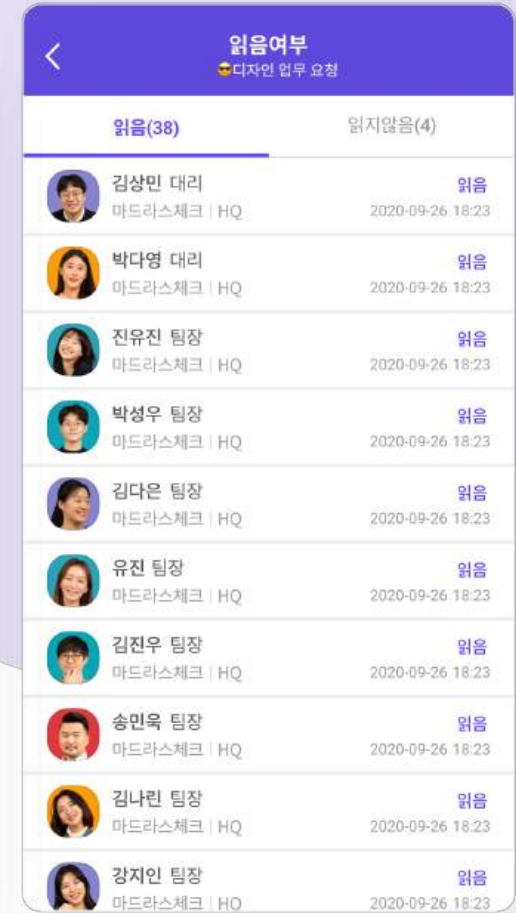 읽음여부
😎디자인 업무 요청
읽음(38) 읽지않음(4)
김상민 대리 읽음
마드라스체크 | HQ 2020-09-26 18:23
박다영 대리 읽음
마드라스체크 | HQ 2020-09-26 18:23
진유진 팀장 읽음
마드라스체크 | HQ 2020-09-26 18:23
박성우 팀장 읽음
마드라스체크 | HQ 2020-09-26 18:23
김다은 팀장 읽음
마드라스체크 | HQ 2020-09-26 18:23
유진 팀장 읽음
마드라스체크 | HQ 2020-09-26 18:23
김진우 팀장 읽음
마드라스체크 | HQ 2020-09-26 18:23
송민욱 팀장 읽음
마드라스체크 | HQ 2020-09-26 18:23
김나린 팀장 읽음
마드라스체크 | HQ 2020-09-26 18:23
강지인 팀장 읽음
마드라스체크 | HQ 2020-09-26 18:23